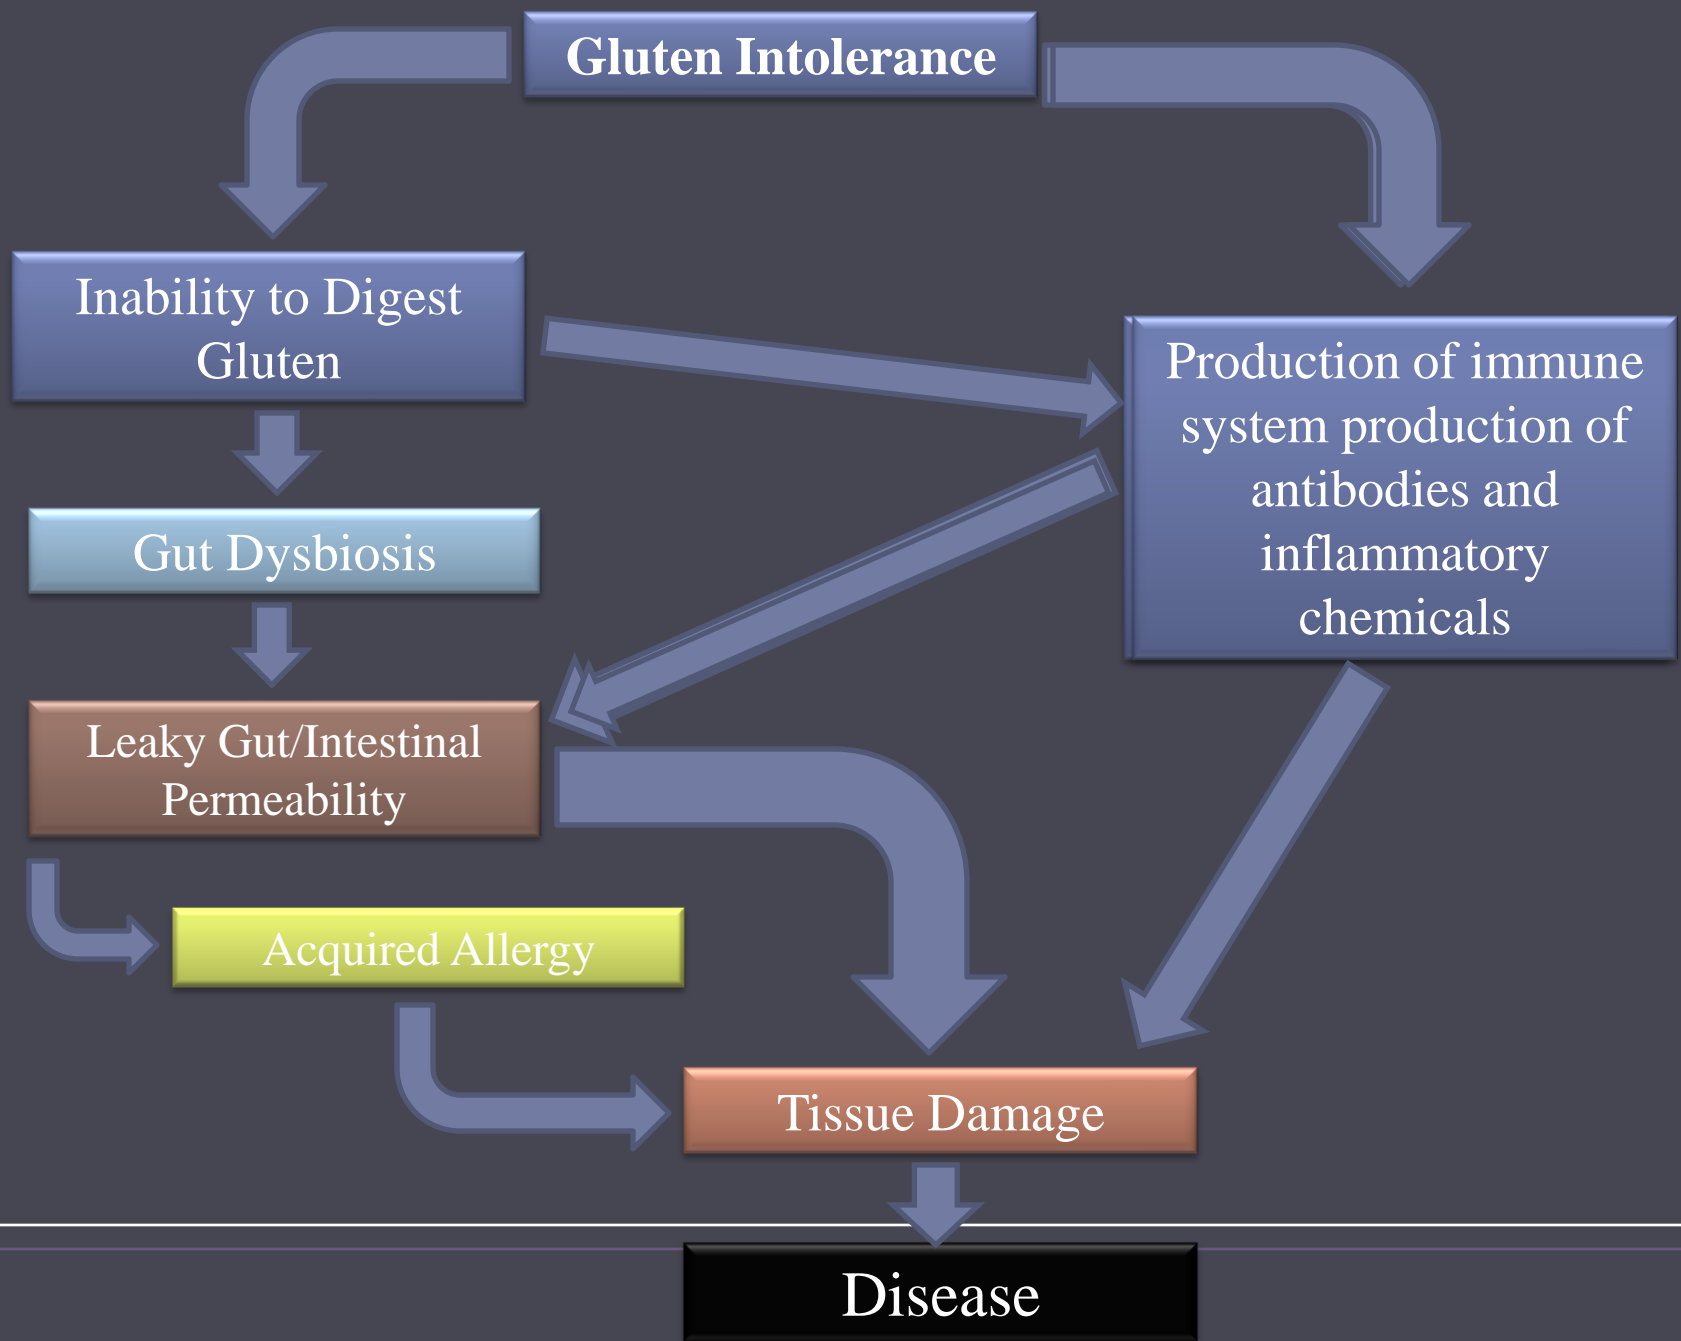 Gluten Intolerance
Inability to Digest
Gluten
Production of immune
system production of
antibodies and
inflammatory
chemicals
Gut Dysbiosis
Leaky Gut/Intestinal
Permeability
Acquired Allergy
Tissue Damage
Disease